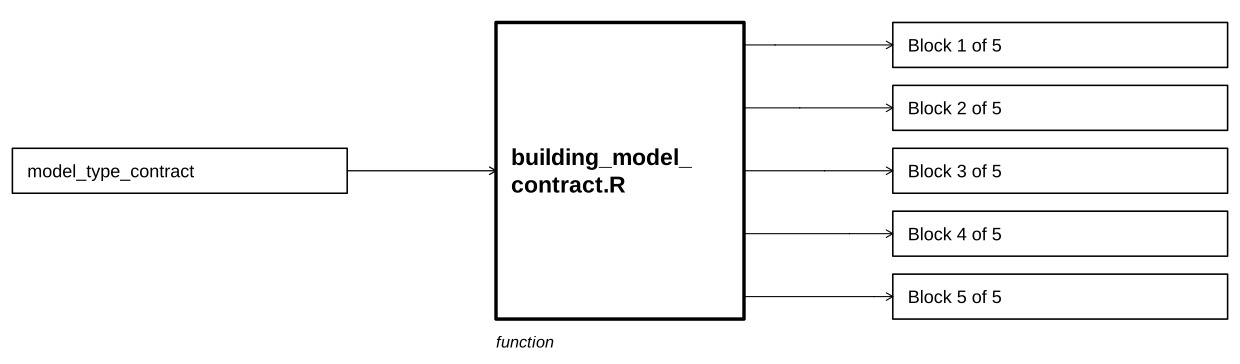 model_type_contract
building_model_
contract.R
function
Block 1 of 5
Block 2 of 5
Block 3 of 5
Block 4 of 5
Block 5 of 5